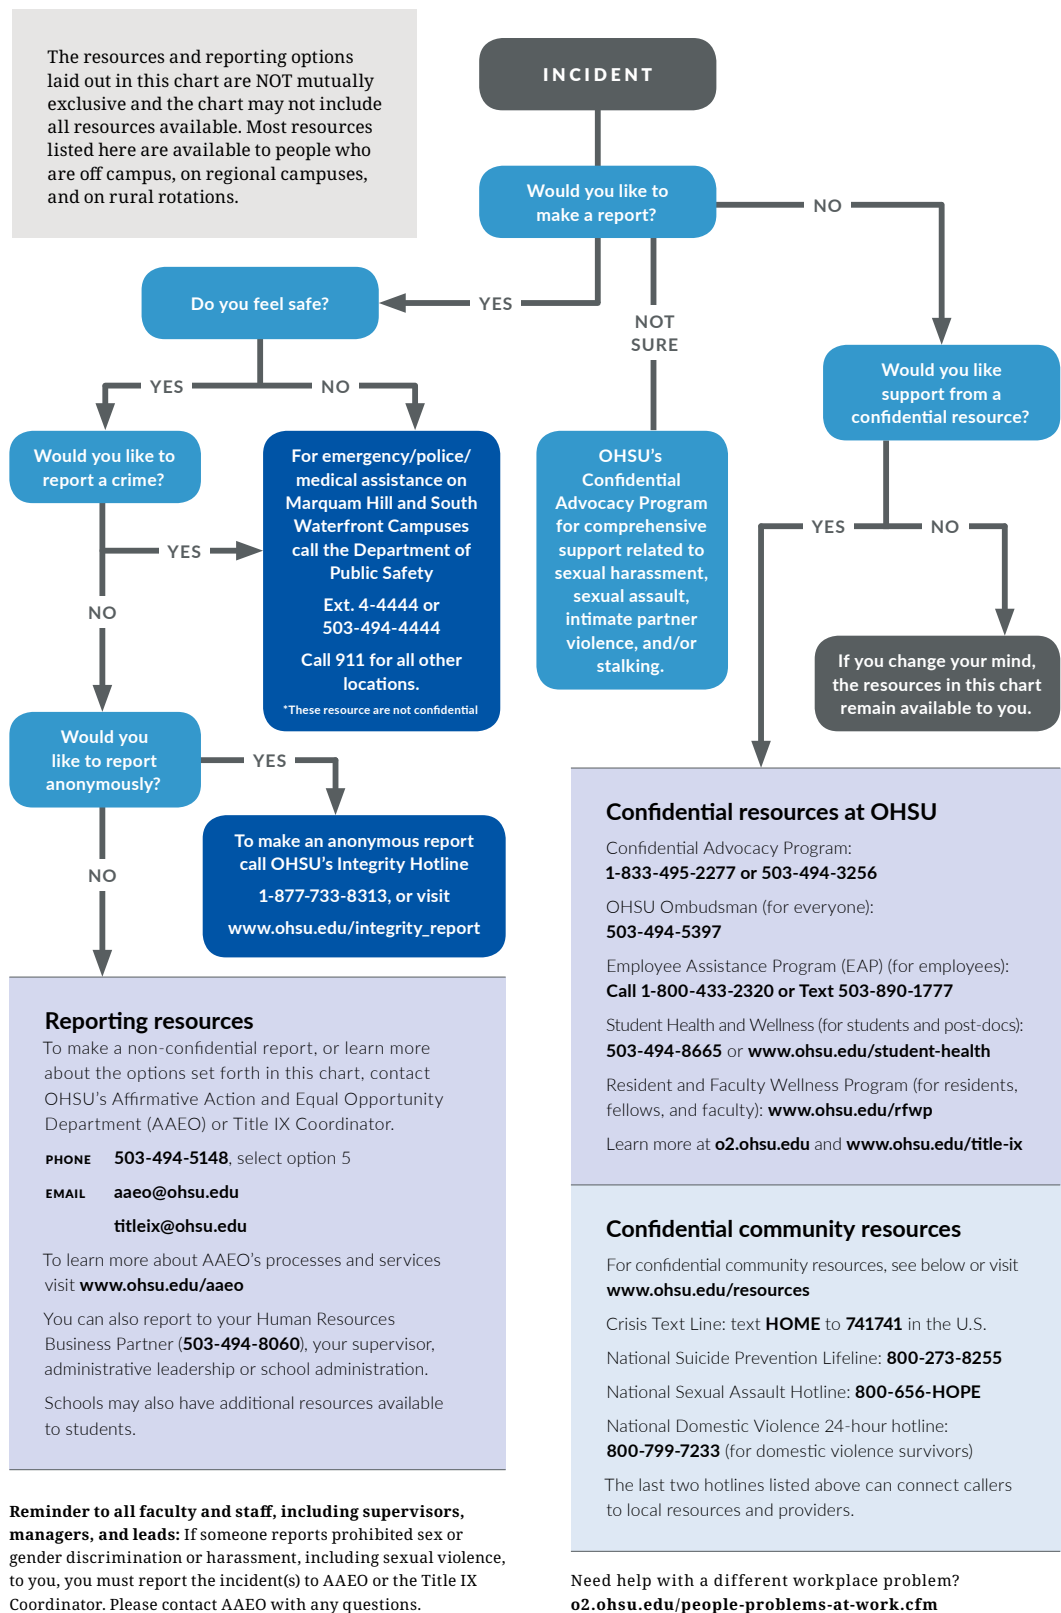 The resources and reporting options
laid out in this chart are NOT mutually
exclusive and the chart may not include
all resources available. Most resources
listed here are available to people who
are off campus, on regional campuses,
and on rural rotations.
INCIDENT
Would you like to
make a report?
NO
YES
NOT
SURE
Do you feel safe?
YES
NO
Would you like
support from a
confidential resource?
Would you like to
report a crime?
YES
NO
For emergency/police/
medical assistance on
Marquam Hill and South
Waterfront Campuses
call the Department of
Public Safety
Ext. 4-4444 or
503-494-4444
Call 911 for all other
locations.
*These resource are not confidential
OHSU's
Confidential
Advocacy Program
for comprehensive
support related to
sexual harassment,
sexual assault,
intimate partner
violence, and/or
stalking.
YES
NO
If you change your mind,
the resources in this chart
remain available to you.
Would you
like to report
anonymously?
YES
NO
To make an anonymous report
call OHSU's Integrity Hotline
1-877-733-8313, or visit
www.ohsu.edu/integrity_report
Reporting resources
To make a non-confidential report, or learn more
about the options set forth in this chart, contact
OHSU's Affirmative Action and Equal Opportunity
Department (AAEO) or Title IX Coordinator.
PHONE 503-494-5148, select option 5
EMAIL aaeo@ohsu.edu
titleix@ohsu.edu
To learn more about AAEO's processes and services
visit www.ohsu.edu/aaeo
You can also report to your Human Resources
Business Partner (503-494-8060), your supervisor,
administrative leadership or school administration.
Schools may also have additional resources available
to students.
Reminder to all faculty and staff, including supervisors,
managers, and leads: If someone reports prohibited sex or
gender discrimination or harassment, including sexual violence,
to you, you must report the incident(s) to AAEO or the Title IX
Coordinator. Please contact AAEO with any questions.
Confidential resources at OHSU
Confidential Advocacy Program:
1-833-495-2277 or 503-494-3256
OHSU Ombudsman (for everyone):
503-494-5397
Employee Assistance Program (EAP) (for employees):
Call 1-800-433-2320 or Text 503-890-1777
Student Health and Wellness (for students and post-docs):
503-494-8665 or www.ohsu.edu/student-health
Resident and Faculty Wellness Program (for residents,
fellows, and faculty): www.ohsu.edu/rfwp
Learn more at o2.ohsu.edu and www.ohsu.edu/title-ix
Confidential community resources
For confidential community resources, see below or visit
www.ohsu.edu/resources
Crisis Text Line: text HOME to 741741 in the U.S.
National Suicide Prevention Lifeline: 800-273-8255
National Sexual Assault Hotline: 800-656-HOPE
National Domestic Violence 24-hour hotline:
800-799-7233 (for domestic violence survivors)
The last two hotlines listed above can connect callers
to local resources and providers.
Need help with a different workplace problem?
o2.ohsu.edu/people-problems-at-work.cfm